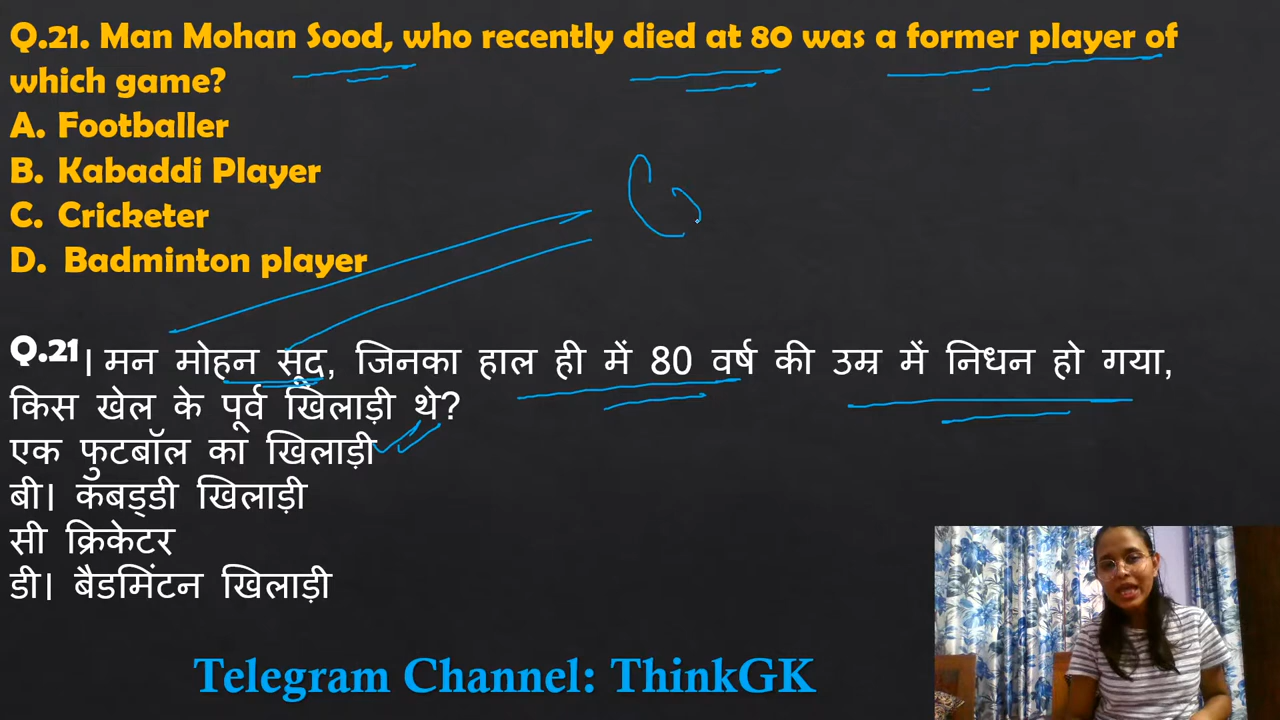 Q.21. Man Mohan Sood, who recently died at 80 was a former player of
which game?
A. Footballer
B. Kabaddi Player
C. Cricketer
D. Badminton player
Q.21। मन मोहन सूद, जिनका हाल ही में 80 वर्ष की उम्र में निधन हो गया,
किस खेल के पूर्व खिलाड़ी थे?
एक फुटबॉल का खिलाड़ी
बी। कबड्डी खिलाड़ी
सी क्रिकेटर
डी। बैडमिंटन खिलाड़ी
Telegram Channel: ThinkGK